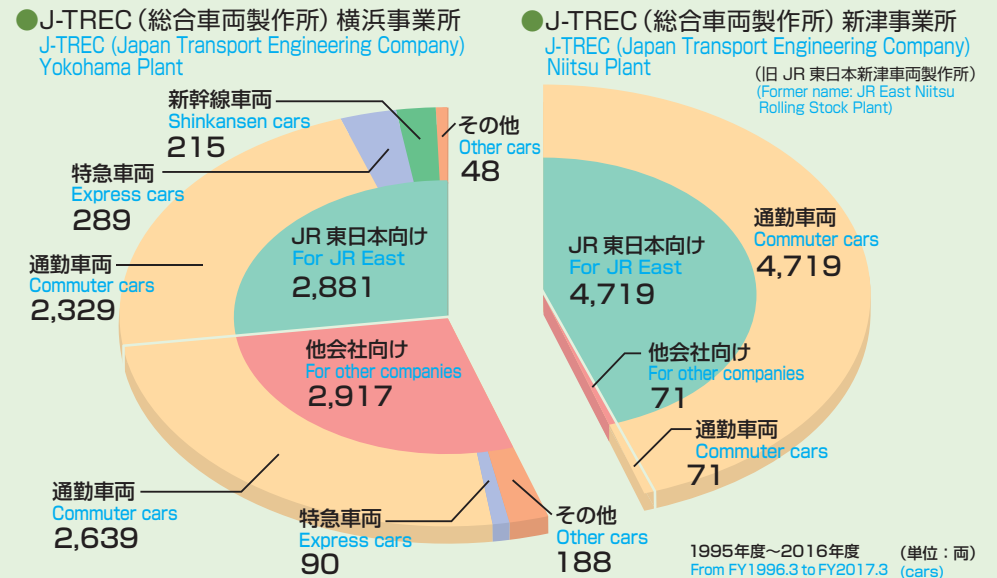 ●J-TREC（総合車両製作所）横浜事業所
J-TREC (Japan Transport Engineering Company)
Yokohama Plant
新幹線車両
Shinkansen cars
215
その他
Other cars
48
特急車両
Express cars
289
JR 東日本向け
For JR East
2,881
通勤車両
Commuter cars
2,329
他会社向け
For other companies
2,917
通勤車両
Commuter cars
2,639
特急車両
Express cars
90
その他
Other cars
188
●J-TREC（総合車両製作所）新津事業所
J-TREC (Japan Transport Engineering Company)
Niitsu Plant
（旧 JR 東日本新津車両製作所）
(Former name: JR East Niitsu
Rolling Stock Plant)
通勤車両
Commuter cars
4,719
JR 東日本向け
For JR East
4,719
他会社向け
For other companies
71
通勤車両
Commuter cars
71
1995年度～2016年度 （単位：両）
From FY1996.3 to FY2017.3 (cars)